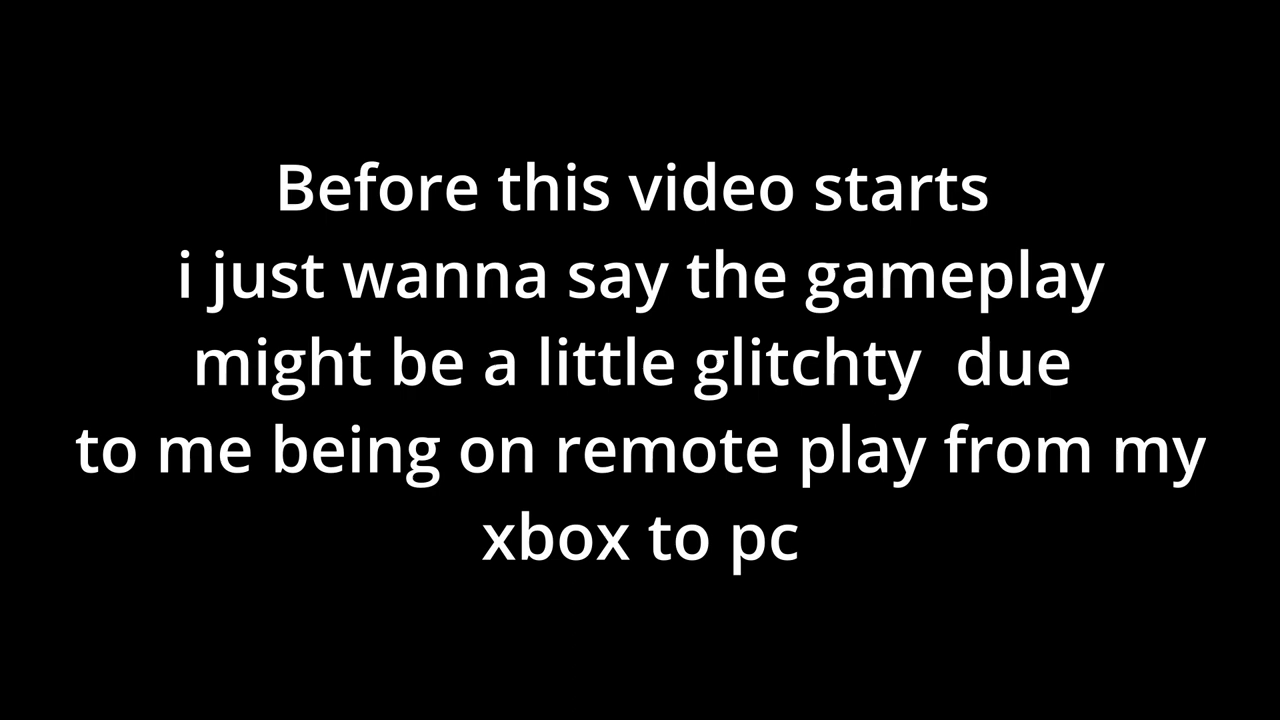 Before this video starts
i just wanna say the gameplay
might be a little glitchty  due
to me being on remote play from my
xbox to pc